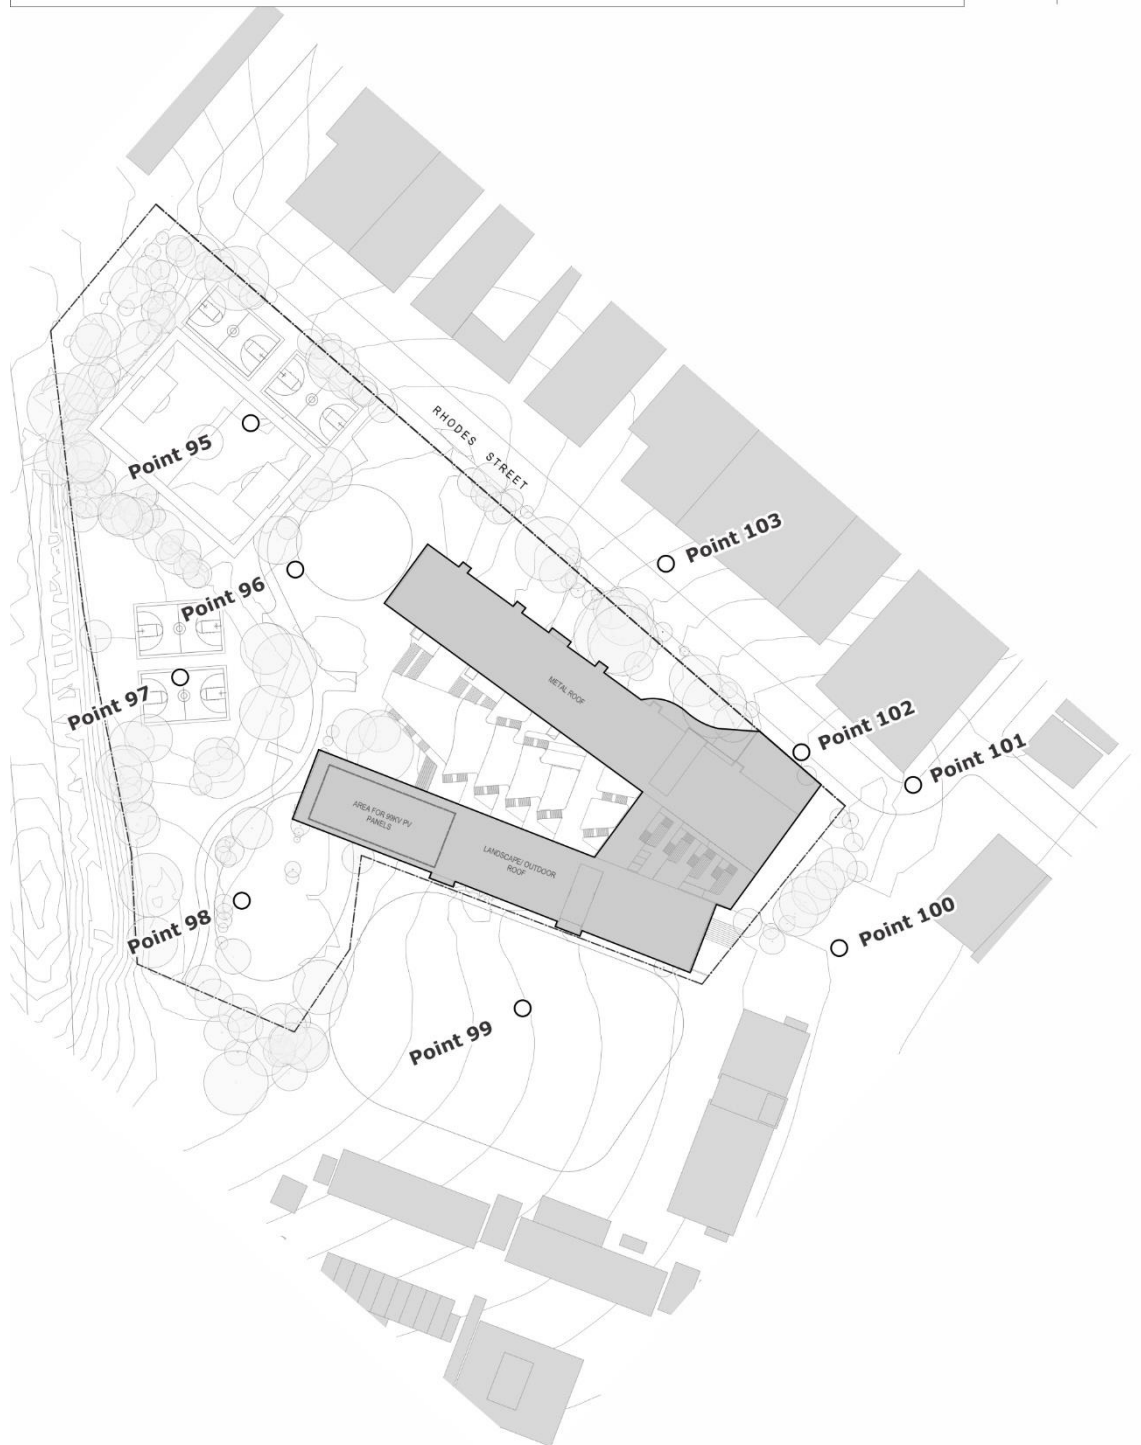 RHODES STREET
Point 95
Point 103
Point 96
METAL ROOF
Point 97
Point 102
Point 101
AREA FOR 99KV PV
PANELS
LANDSCAPE/ OUTDOOR
ROOF
Point 98
Point 100
Point 99